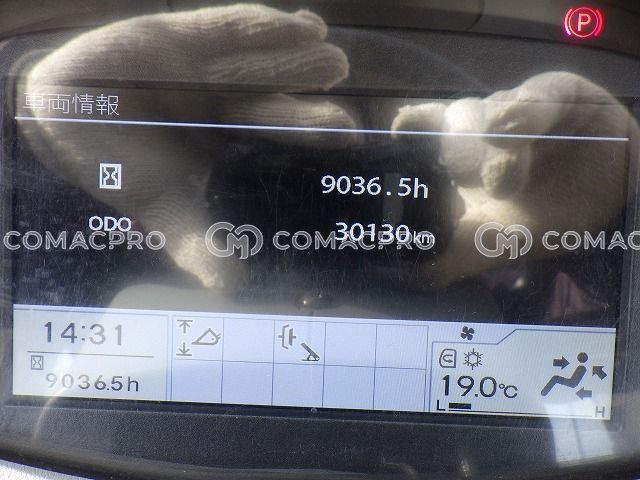 P
車両情報
9036.5h
ODO 30130km
COMACPRO COMACPRO COMACPRO
14:31
9036.5h
19.0℃
L H